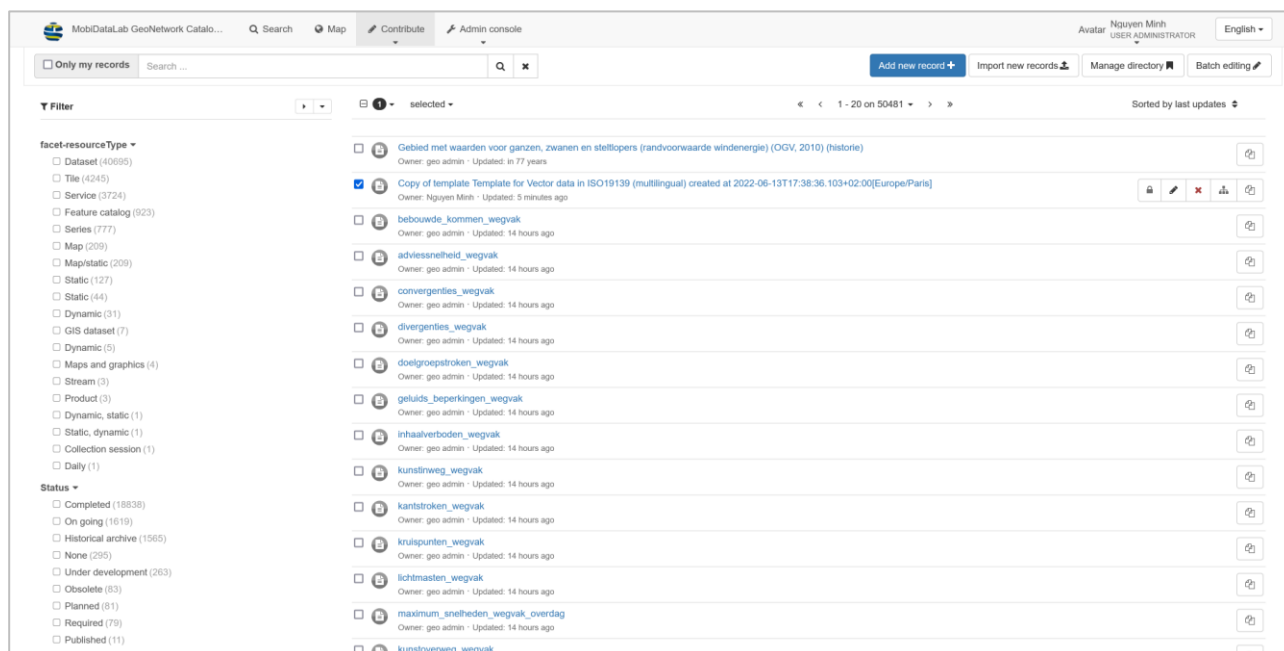 MobiDataLab GeoNetwork Catalo... Search Map Contribute Admin console Avatar Nguyen Minh USER ADMINISTRATOR English
Only my records Search ... Add new record Import new records Manage directory Batch editing
Filter 1 selected « < 1 - 20 on 50481 > » Sorted by last updates
facet-resourceType
Dataset (40695)
Tile (4245)
Service (3724)
Feature catalog (923)
Series (777)
Map (209)
Map/static (209)
Static (127)
Static (44)
Dynamic (31)
GIS dataset (7)
Dynamic (5)
Maps and graphics (4)
Stream (3)
Product (3)
Dynamic, static (1)
Static, dynamic (1)
Collection session (1)
Daily (1)
Status
Completed (18838)
On going (1619)
Historical archive (1565)
None (295)
Under development (263)
Obsolete (83)
Planned (81)
Required (79)
Published (11)
Gebied met waarden voor ganzen, zwanen en steltlopers (randvoorwaarde windenergie) (OGV, 2010) (historie)
Owner: geo admin · Updated: in 77 years
Copy of template Template for Vector data in ISO19139 (multilingual) created at 2022-06-13T17:38:36.103+02:00[Europe/Paris]
Owner: Nguyen Minh · Updated: 5 minutes ago
bebouwde_kommen_wegvak
Owner: geo admin · Updated: 14 hours ago
adviessnelheid_wegvak
Owner: geo admin · Updated: 14 hours ago
convergenties_wegvak
Owner: geo admin · Updated: 14 hours ago
divergenties_wegvak
Owner: geo admin · Updated: 14 hours ago
doelgroepstroken_wegvak
Owner: geo admin · Updated: 14 hours ago
geluids_beperkingen_wegvak
Owner: geo admin · Updated: 14 hours ago
inhaalverboden_wegvak
Owner: geo admin · Updated: 14 hours ago
kunstinweg_wegvak
Owner: geo admin · Updated: 14 hours ago
kantstroken_wegvak
Owner: geo admin · Updated: 14 hours ago
kruispunten_wegvak
Owner: geo admin · Updated: 14 hours ago
lichtmasten_wegvak
Owner: geo admin · Updated: 14 hours ago
maximum_snelheden_wegvak_overdag
Owner: geo admin · Updated: 14 hours ago
kunstoverweg_wegvak